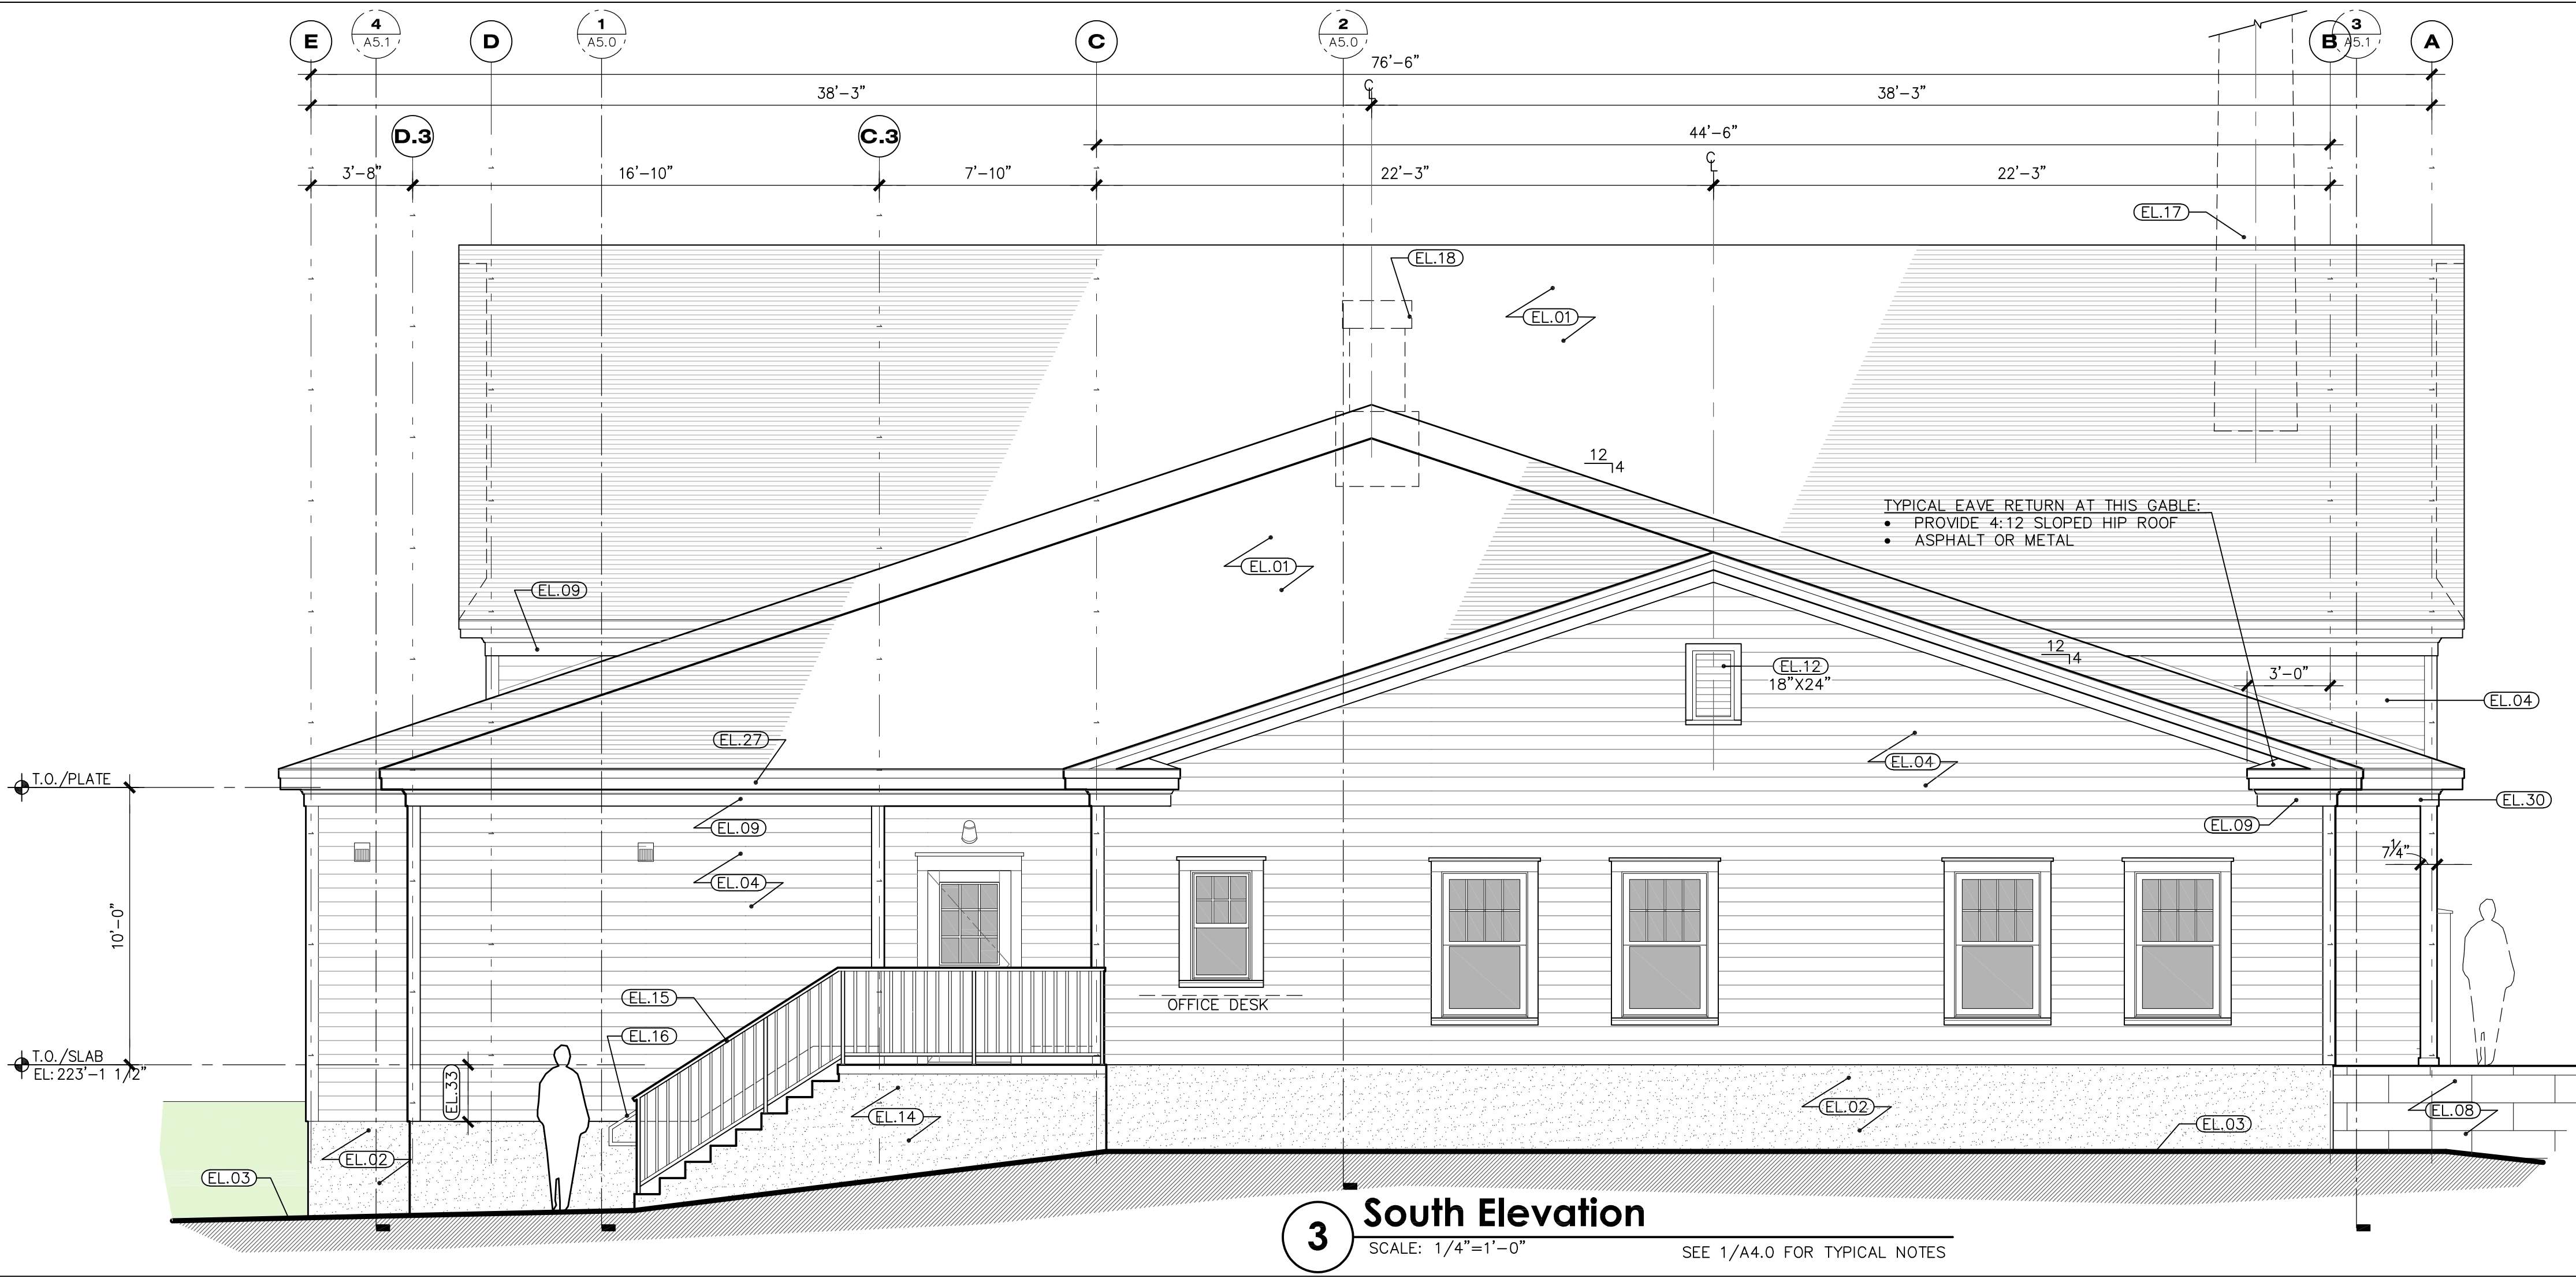 E
4
A5.1
D
1
A5.0
C
2
A5.0
B
3
A5.1
A
76'-6"
38'-3"
℄
38'-3"
D.3
C.3
44'-6"
3'-8"
16'-10"
7'-10"
22'-3"
℄
22'-3"
EL.17
EL.18
EL.01
12
4
TYPICAL EAVE RETURN AT THIS GABLE:
• PROVIDE 4:12 SLOPED HIP ROOF
• ASPHALT OR METAL
EL.01
EL.09
12
4
EL.12
18"X24"
3'-0"
EL.04
EL.27
EL.04
T.O./PLATE
EL.30
EL.09
EL.09
7¼"
EL.04
10'-0"
EL.15
OFFICE DESK
EL.16
T.O./SLAB
EL: 223'-1 1/2"
EL.33
EL.14
EL.02
EL.08
EL.03
EL.02
EL.03
3
South Elevation
SCALE: 1/4"=1'-0"
SEE 1/A4.0 FOR TYPICAL NOTES